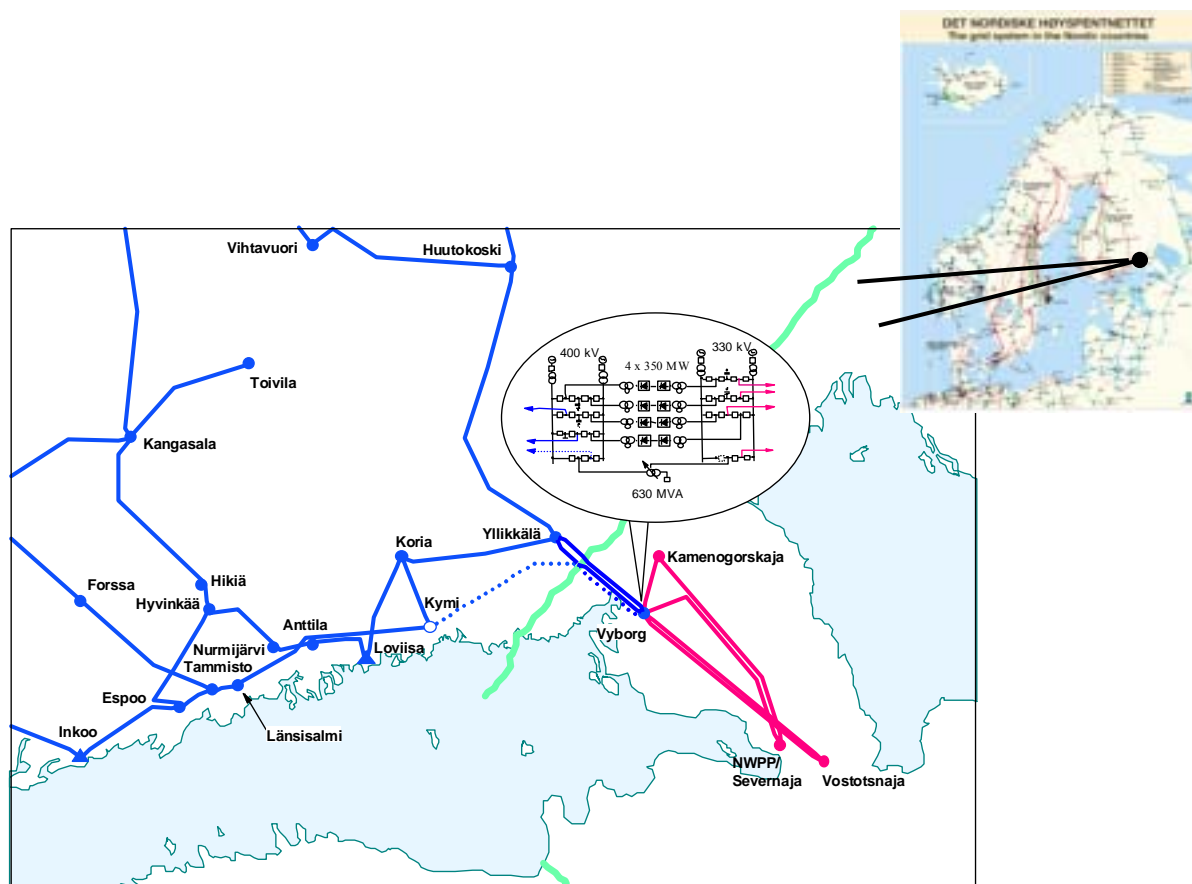 DET NORDISKE HØYSPENTNETTET
The grid system in the Nordic countries
Vihtavuori
Huutokoski
400 kV
4 x 350 MW
330 kV
630 MVA
Toivila
Kangasala
Yllikkälä
Koria
Kamenogorskaja
Forssa
Hikiä
Hyvinkää
Kymi
Anttila
Vyborg
Nurmijärvi
Tammisto
Loviisa
Espoo
Länsisalmi
Inkoo
NWPP/
Severnaja
Vostotsnaja